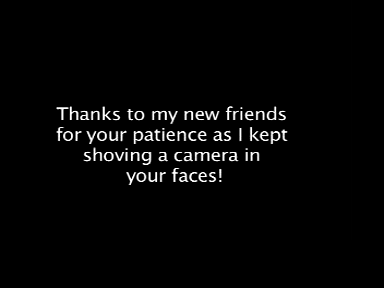 Thanks to my new friends
for your patience as I kept
shoving a camera in
your faces!